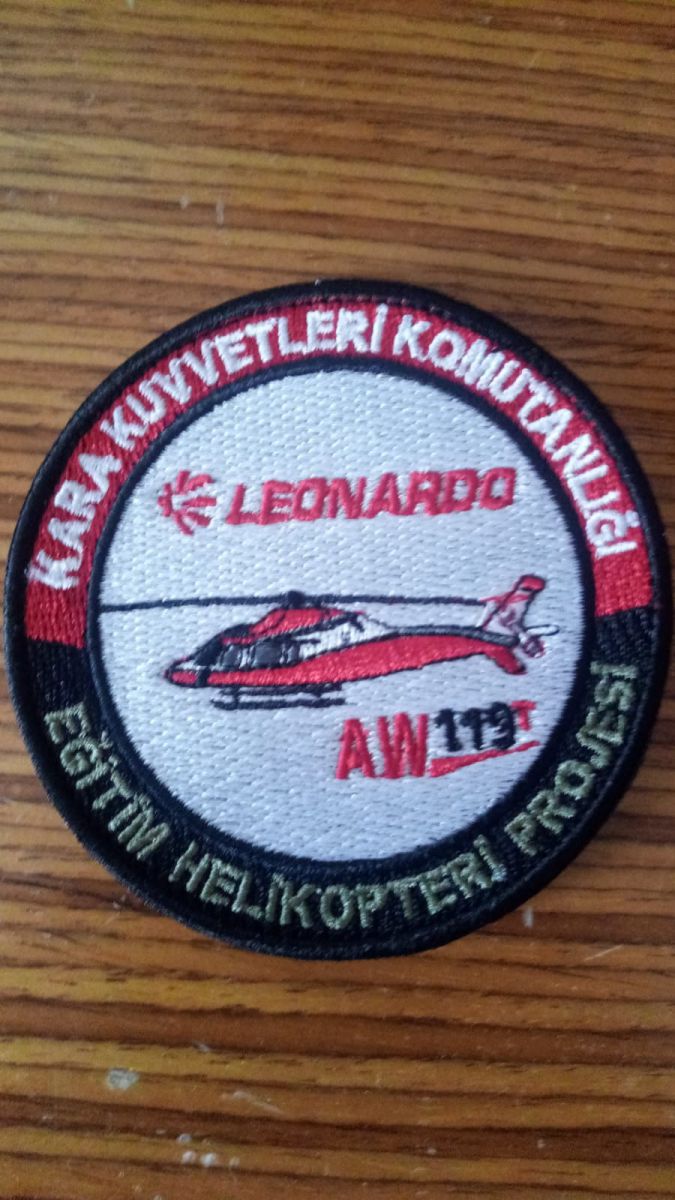 KARA KUVVETLERİ KOMUTANLIĞI
LEONARDO
AW119T
EĞİTİM HELİKOPTERİ PROJESİ